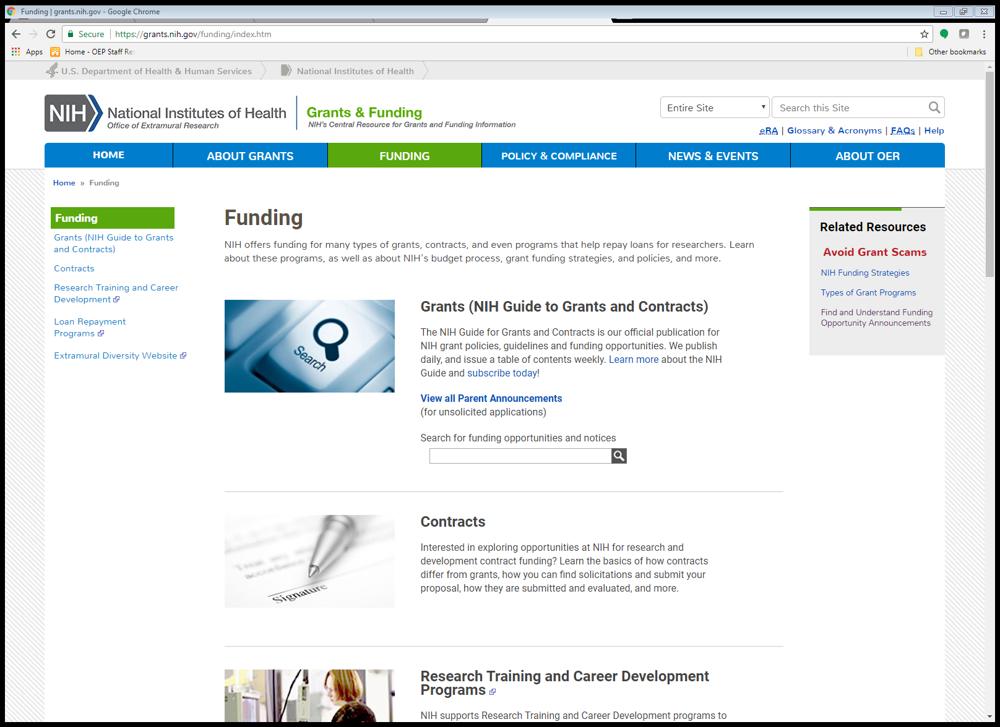 Funding | grants.nih.gov - Google Chrome
Secure
https://grants.nih.gov/funding/index.htm
Apps
Home - OEP Staff Res
Other bookmarks
U.S. Department of Health & Human Services
National Institutes of Health
NIH
National Institutes of Health
Office of Extramural Research
Grants & Funding
NIH's Central Resource for Grants and Funding Information
Entire Site
Search this Site
eRA | Glossary & Acronyms | FAQs | Help
HOME
ABOUT GRANTS
FUNDING
POLICY & COMPLIANCE
NEWS & EVENTS
ABOUT OER
Home » Funding
Funding
Grants (NIH Guide to Grants
and Contracts)
Contracts
Research Training and Career
Development
Loan Repayment
Programs
Extramural Diversity Website
Funding
NIH offers funding for many types of grants, contracts, and even programs that help repay loans for researchers. Learn
about these programs, as well as about NIH's budget process, grant funding strategies, and policies, and more.
Search
Grants (NIH Guide to Grants and Contracts)
The NIH Guide for Grants and Contracts is our official publication for
NIH grant policies, guidelines and funding opportunities. We publish
daily, and issue a table of contents weekly. Learn more about the NIH
Guide and subscribe today!
View all Parent Announcements
(for unsolicited applications)
Search for funding opportunities and notices
Signature
Contracts
Interested in exploring opportunities at NIH for research and
development contract funding? Learn the basics of how contracts
differ from grants, how you can find solicitations and submit your
proposal, how they are submitted and evaluated, and more.
Research Training and Career Development
Programs
NIH supports Research Training and Career Development programs to
Related Resources
Avoid Grant Scams
NIH Funding Strategies
Types of Grant Programs
Find and Understand Funding
Opportunity Announcements